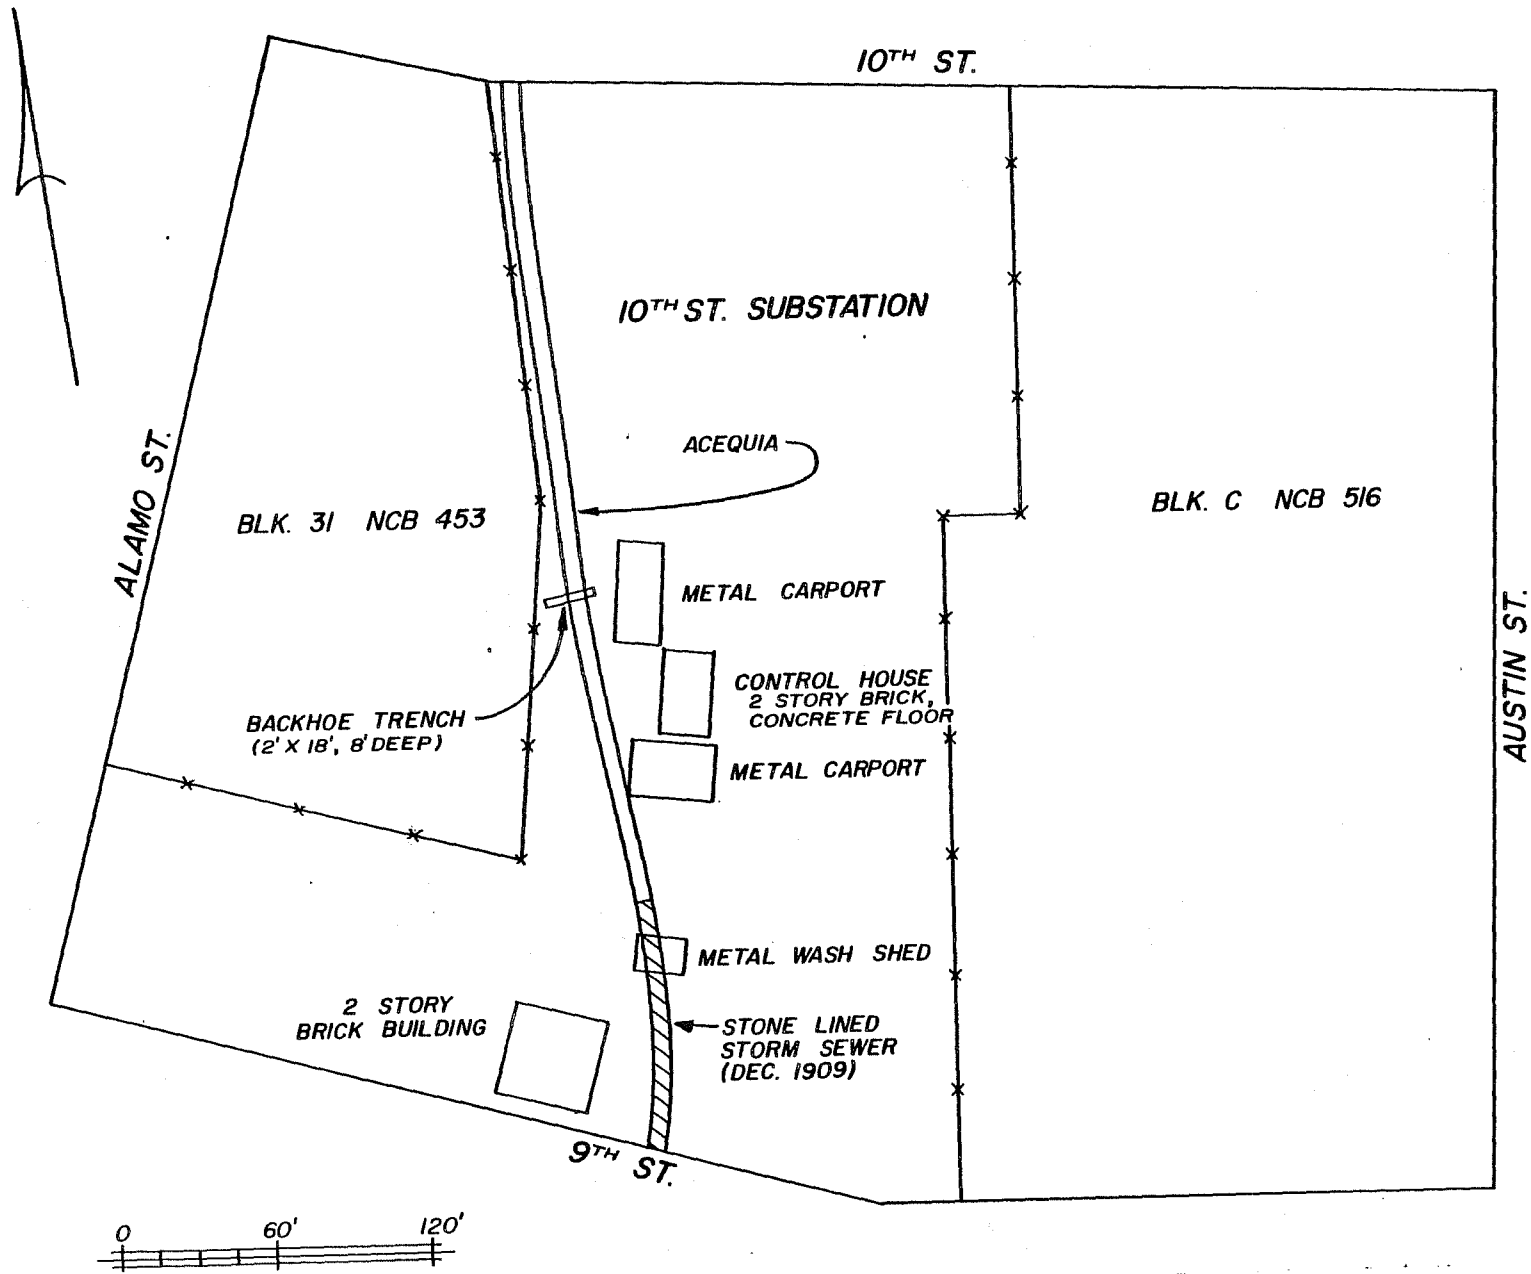 10TH ST.
10TH ST. SUBSTATION
ACEQUIA
ALAMO ST.
BLK. 31 NCB 453
BLK. C NCB 516
METAL CARPORT
AUSTIN ST.
CONTROL HOUSE
2 STORY BRICK,
CONCRETE FLOOR
BACKHOE TRENCH
(2' X 18', 8' DEEP)
METAL CARPORT
METAL WASH SHED
2 STORY
BRICK BUILDING
STONE LINED
STORM SEWER
(DEC. 1909)
9TH ST.
0 60' 120'